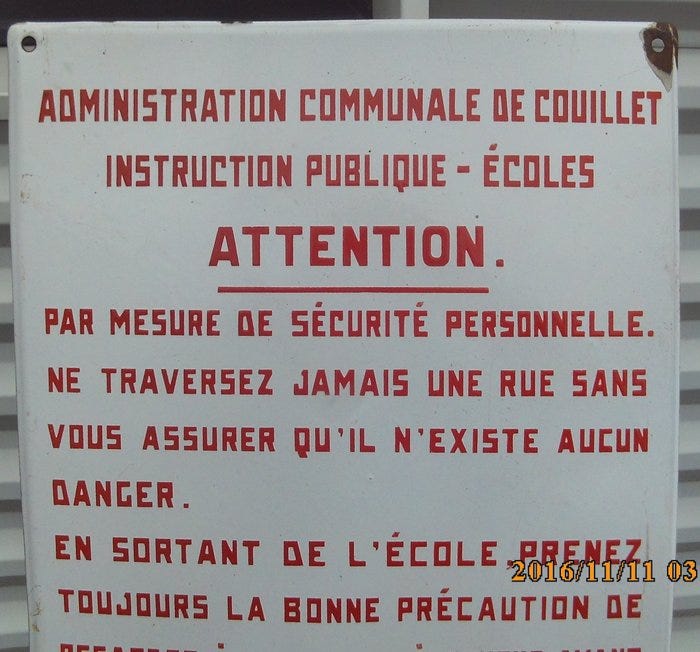 ADMINISTRATION COMMUNALE DE COUILLET
INSTRUCTION PUBLIQUE - ÉCOLES
ATTENTION.
PAR MESURE DE SÉCURITÉ PERSONNELLE.
NE TRAVERSEZ JAMAIS UNE RUE SANS
VOUS ASSURER QU'IL N'EXISTE AUCUN
DANGER.
EN SORTANT DE L'ÉCOLE PRENEZ
TOUJOURS LA BONNE PRÉCAUTION DE
2016/11/11 03